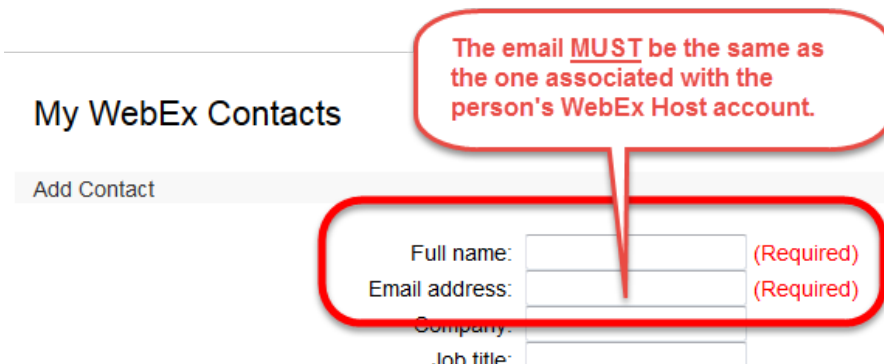 The email MUST be the same as
the one associated with the
person's WebEx Host account.
My WebEx Contacts
Add Contact
Full name: (Required)
Email address: (Required)
Company:
Job title: